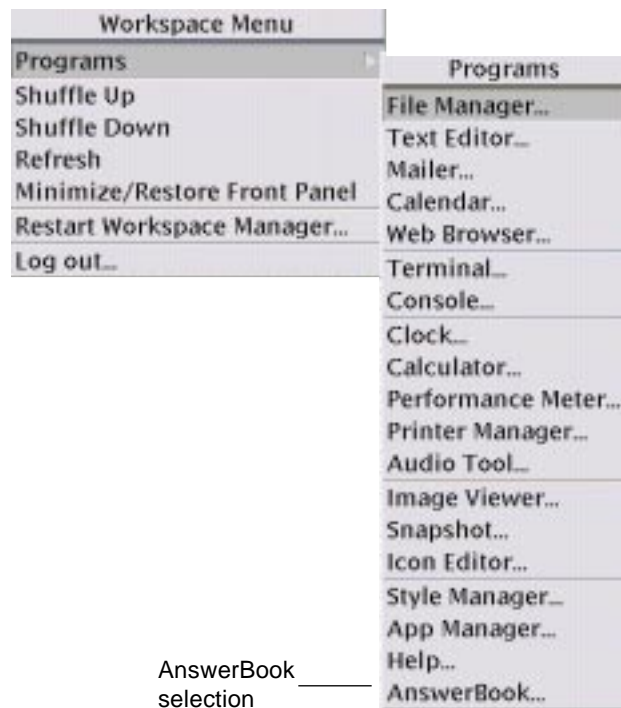 Workspace Menu
Programs
Shuffle Up
Shuffle Down
Refresh
Minimize/Restore Front Panel
Restart Workspace Manager...
Log out...
Programs
File Manager...
Text Editor...
Mailer...
Calendar...
Web Browser...
Terminal...
Console...
Clock...
Calculator...
Performance Meter...
Printer Manager...
Audio Tool...
Image Viewer...
Snapshot...
Icon Editor...
Style Manager...
App Manager...
Help...
AnswerBook...
AnswerBook
selection